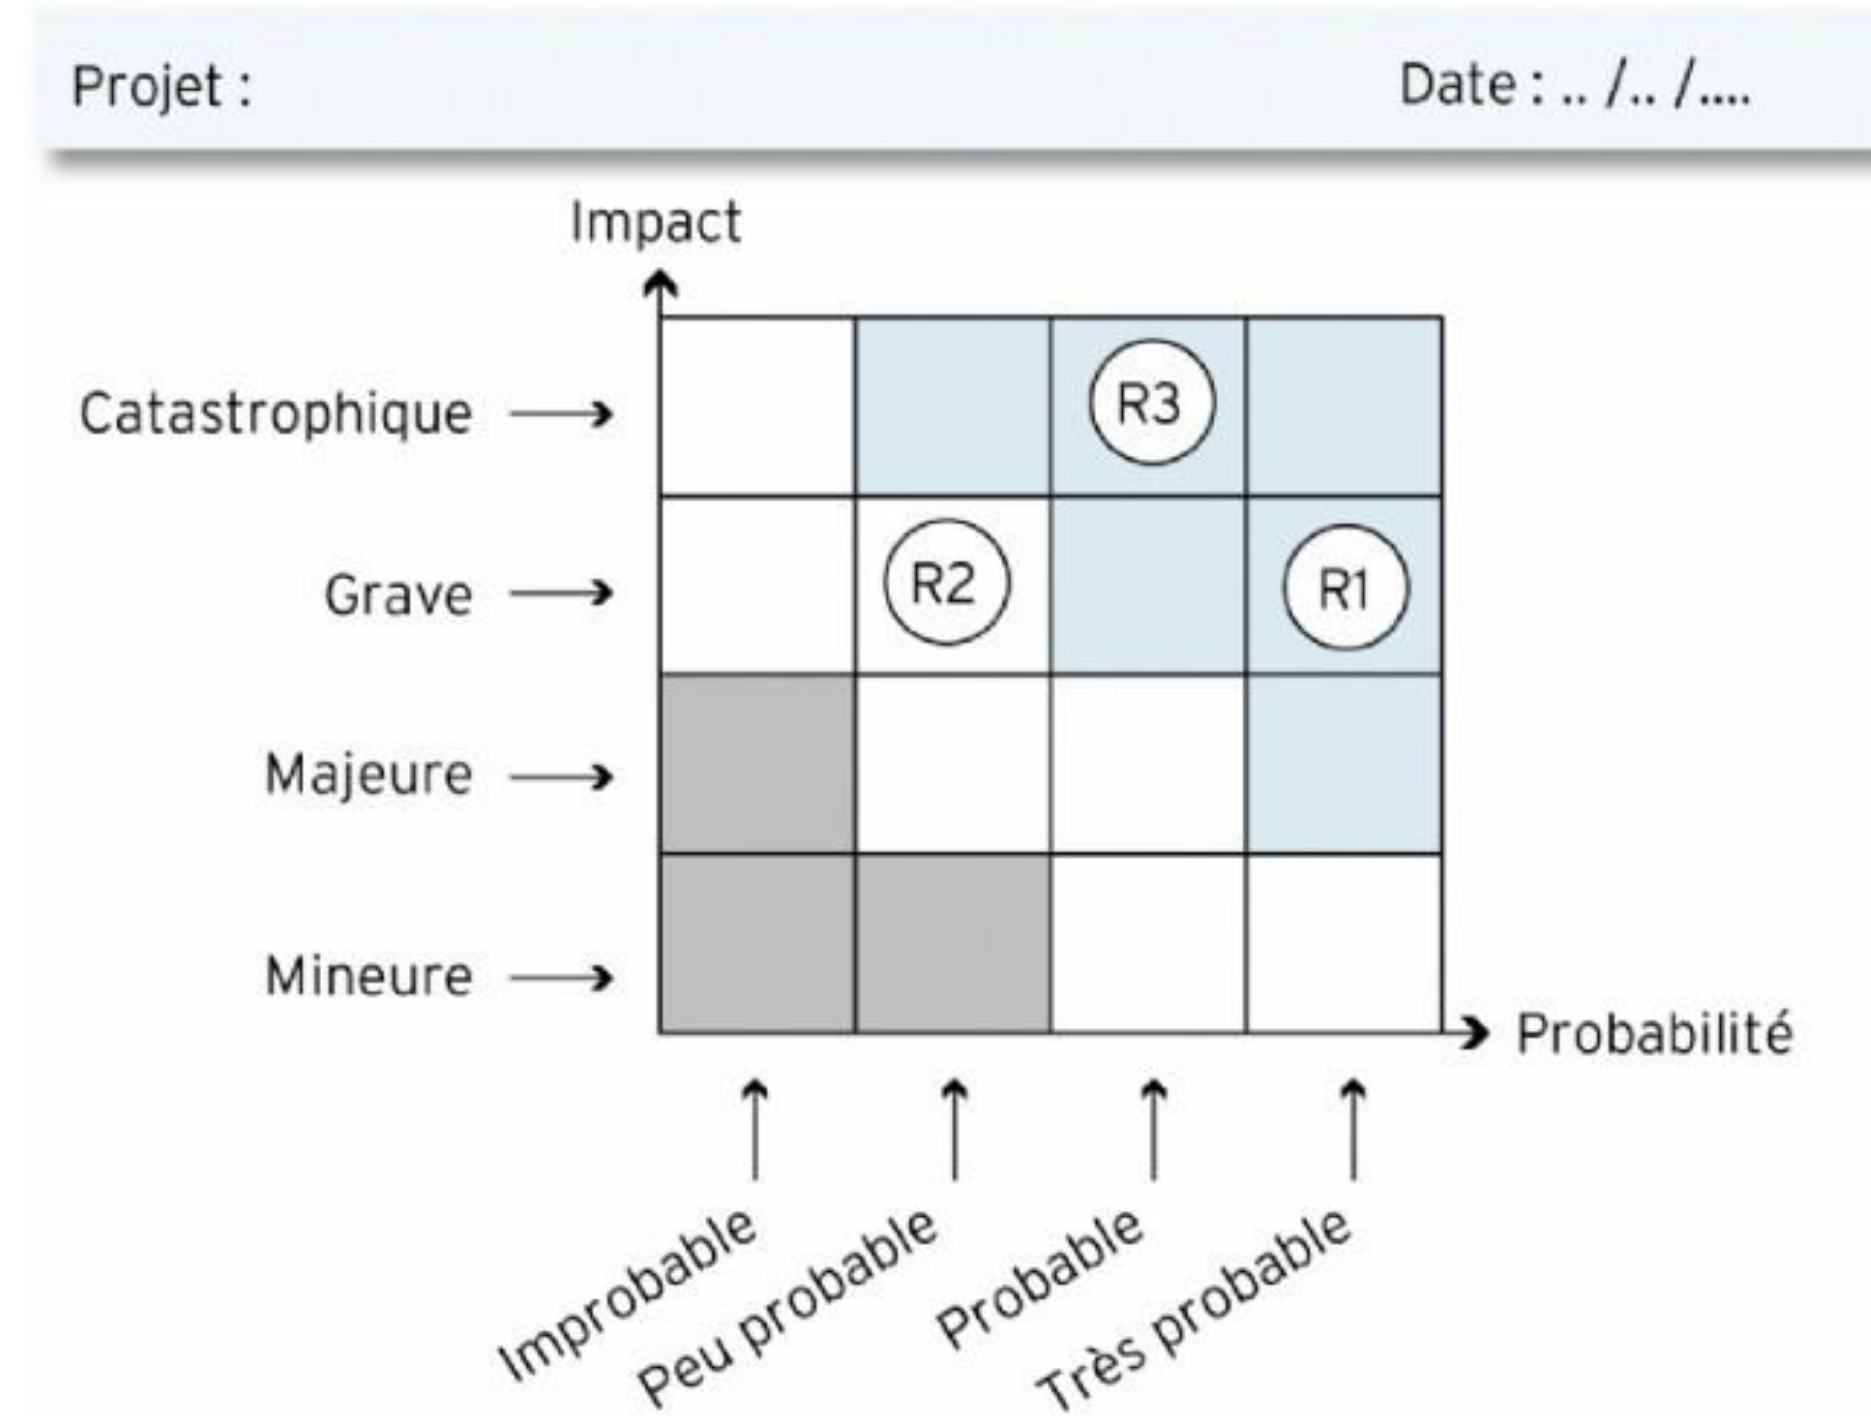 Projet :
Date : .. /.. /....
Impact
Catastrophique
R3
Grave
R2
R1
Majeure
Mineure
Probabilité
Improbable
Peu probable
Probable
Très probable